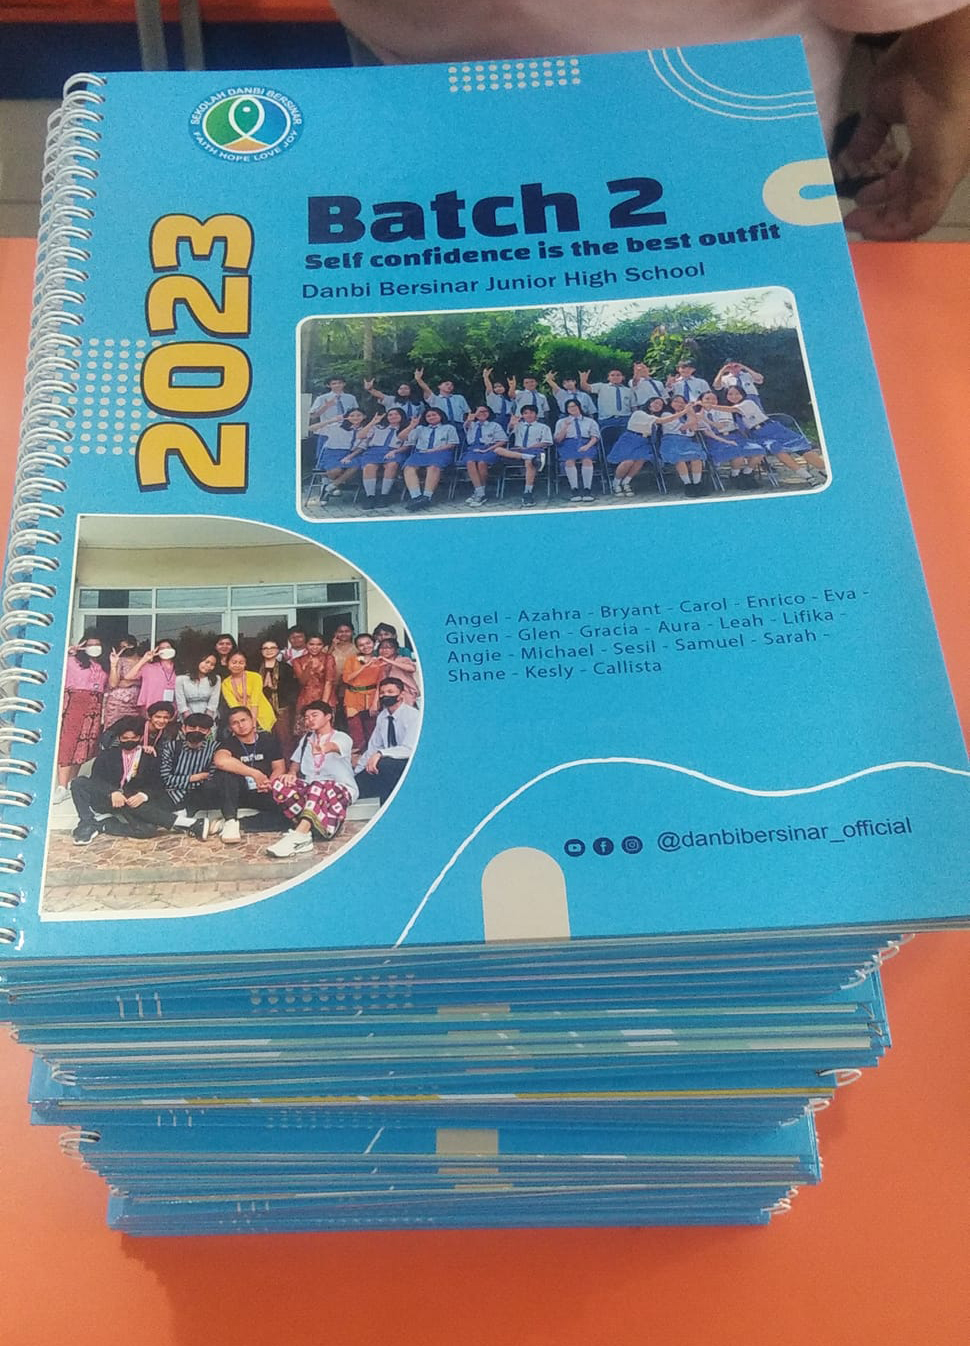 SEKOLAH DANBI BERSINAR
FAITH HOPE LOVE JOY
2023
Batch 2
Self confidence is the best outfit
Danbi Bersinar Junior High School
Angel - Azahra - Bryant - Carol - Enrico - Eva -
Given - Glen - Gracia - Aura - Leah - Lifika -
Angie - Michael - Sesil - Samuel - Sarah -
Shane - Kesly - Callista
@danbibersinar_official